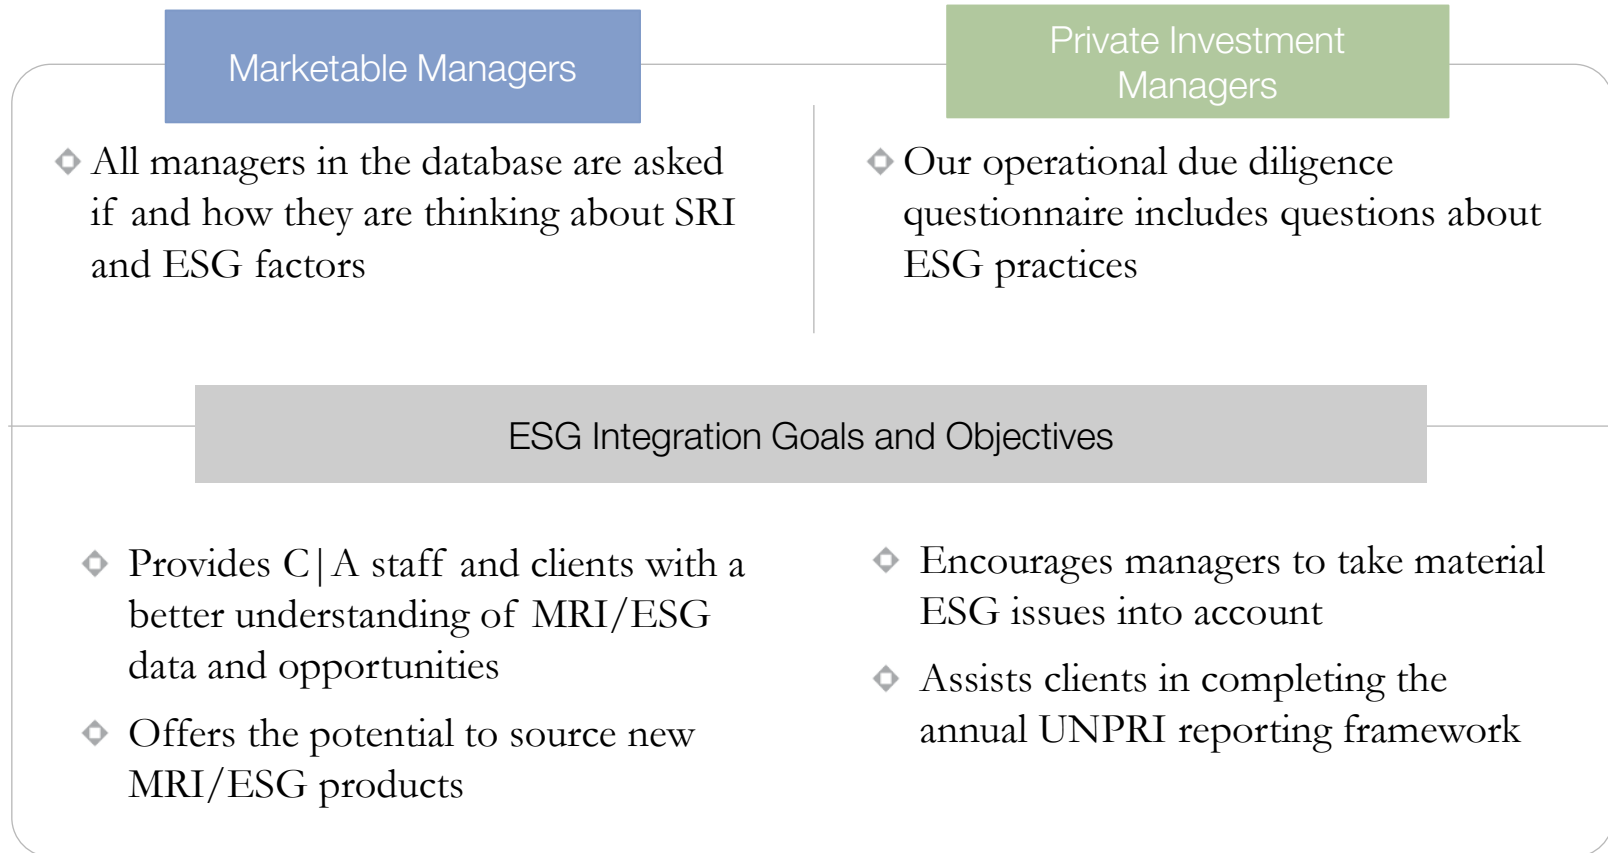 Marketable Managers
Private Investment
Managers
All managers in the database are asked
if and how they are thinking about SRI
and ESG factors
Our operational due diligence
questionnaire includes questions about
ESG practices
ESG Integration Goals and Objectives
Provides C|A staff and clients with a
better understanding of MRI/ESG
data and opportunities
Offers the potential to source new
MRI/ESG products
Encourages managers to take material
ESG issues into account
Assists clients in completing the
annual UNPRI reporting framework